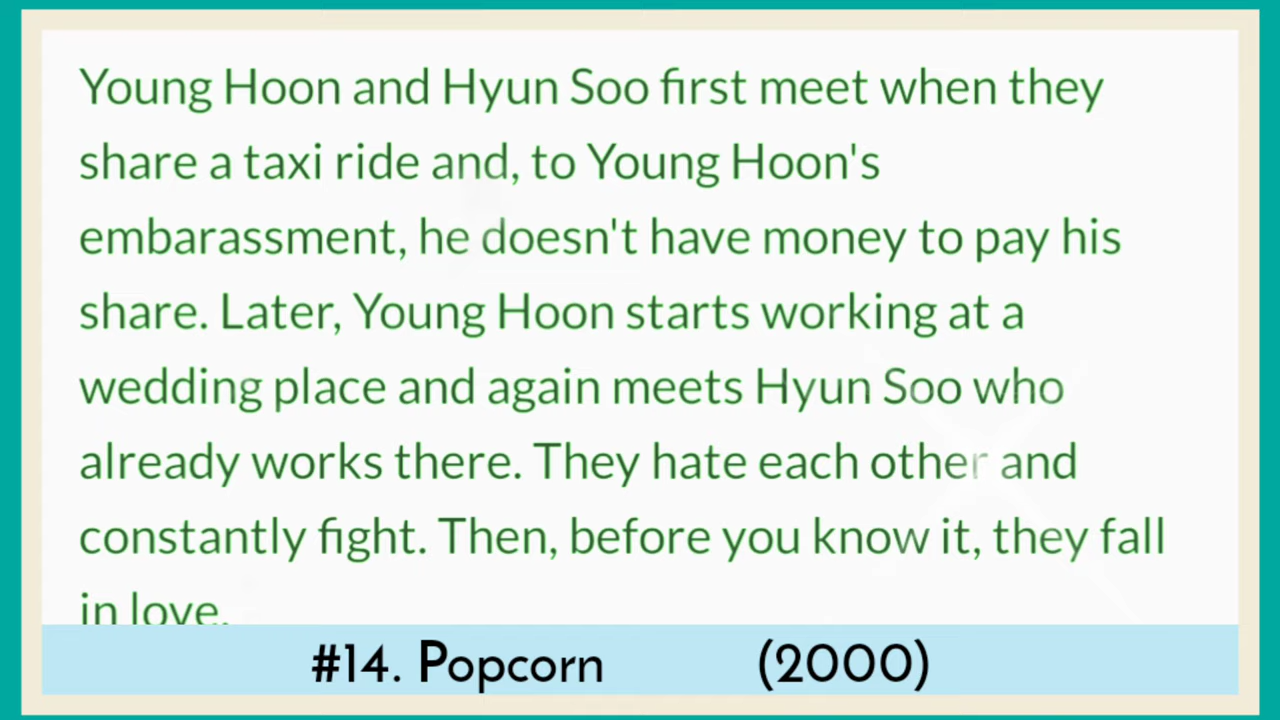 Young Hoon and Hyun Soo first meet when they
share a taxi ride and, to Young Hoon's
embarassment, he doesn't have money to pay his
share. Later, Young Hoon starts working at a
wedding place and again meets Hyun Soo who
already works there. They hate each other and
constantly fight. Then, before you know it, they fall
in love.
#14. Popcorn (2000)